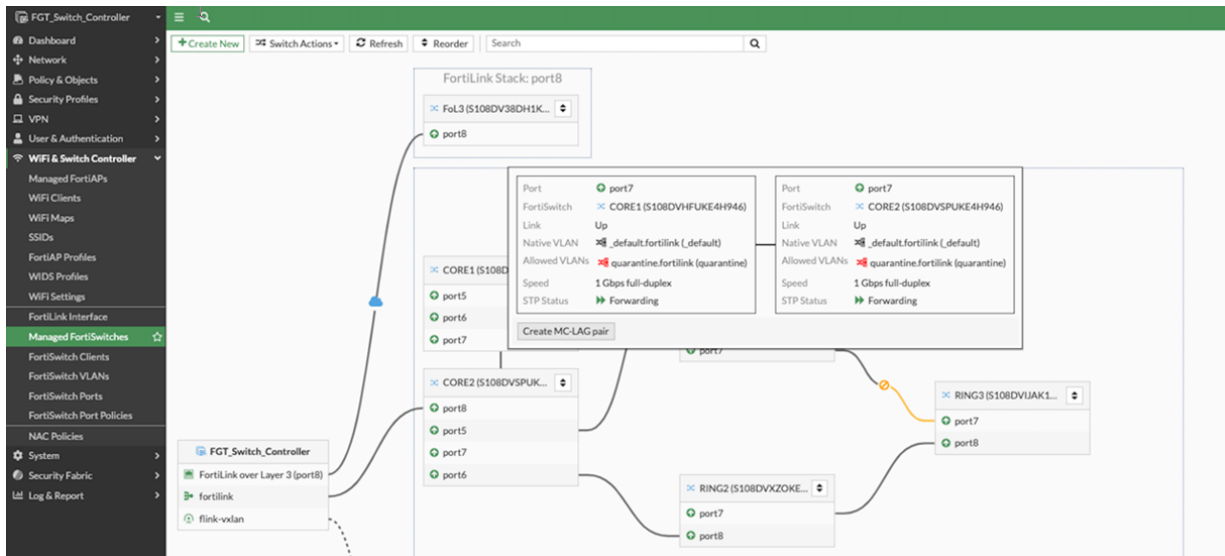 FGT_Switch_Controller
Dashboard
Network
Policy & Objects
Security Profiles
VPN
User & Authentication
WiFi & Switch Controller
Managed FortiAPs
WiFi Clients
WiFi Maps
SSIDs
FortiAP Profiles
WIDS Profiles
WiFi Settings
FortiLink Interface
Managed FortiSwitches
FortiSwitch Clients
FortiSwitch VLANs
FortiSwitch Ports
FortiSwitch Port Policies
NAC Policies
System
Security Fabric
Log & Report
Create New Switch Actions Refresh Reorder Search
FortiLink Stack: port8
FoL3 (S108DV38DH1K...
port8
Port port7
FortiSwitch CORE1 (S108DVHFUKE4H946)
Link Up
Native VLAN _default.fortilink (_default)
Allowed VLANs quarantine.fortilink (quarantine)
Speed 1 Gbps full-duplex
STP Status Forwarding
Port port7
FortiSwitch CORE2 (S108DVSPUKE4H946)
Link Up
Native VLAN _default.fortilink (_default)
Allowed VLANs quarantine.fortilink (quarantine)
Speed 1 Gbps full-duplex
STP Status Forwarding
Create MC-LAG pair
CORE1 (S108D
port5
port6
port7
port7
CORE2 (S108DVSPUK...
port8
port5
port7
port6
RING3 (S108DVIJAK1...
port7
port8
FGT_Switch_Controller
FortiLink over Layer 3 (port8)
fortilink
flink-vxlan
RING2 (S108DVXZOKE...
port7
port8